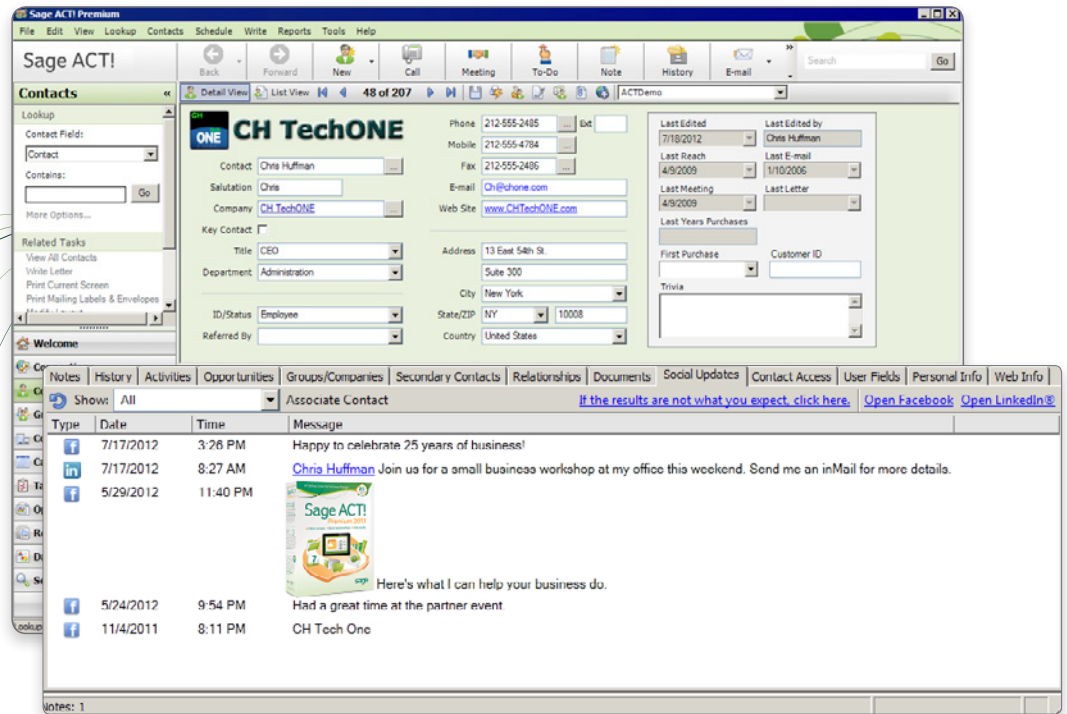 Sage ACT! Premium
File Edit View Lookup Contacts Schedule Write Reports Tools Help
Sage ACT!
Back Forward New Call Meeting To-Do Note History E-mail Search Go
Contacts «
Detail View List View 48 of 207 ACTDemo
Lookup
Contact Field:
Contact
Contains:
Go
More Options...
Related Tasks
View All Contacts
Write Letter
Print Current Screen
Print Mailing Labels & Envelopes
Welcome
CH
ONE CH TechONE
Contact Chris Huffman ...
Salutation Chris
Company CH TechONE ...
Key Contact
Title CEO
Department Administration
ID/Status Employee
Referred By
Phone 212-555-2485 ... Ext
Mobile 212-555-4784 ...
Fax 212-555-2486 ...
E-mail Ch@chone.com
Web Site www.CHTechONE.com
Address 13 East 54th St.
Suite 300
City New York
State/ZIP NY 10008
Country United States
Last Edited Last Edited by
7/18/2012 Chris Huffman
Last Reach Last E-mail
4/9/2009 1/10/2006
Last Meeting Last Letter
4/9/2009
Last Years Purchases
First Purchase Customer ID
Trivia
Notes History Activities Opportunities Groups/Companies Secondary Contacts Relationships Documents Social Updates Contact Access User Fields Personal Info Web Info
Show: All Associate Contact If the results are not what you expect, click here. Open Facebook Open LinkedIn®
Type Date Time Message
f 7/17/2012 3:26 PM Happy to celebrate 25 years of business!
in 7/17/2012 8:27 AM Chris Huffman Join us for a small business workshop at my office this weekend. Send me an inMail for more details.
f 5/29/2012 11:40 PM
Sage ACT!
Premium 2013
sage
Here's what I can help your business do.
f 5/24/2012 9:54 PM Had a great time at the partner event.
f 11/4/2011 8:11 PM CH Tech One
Lookup
Notes: 1